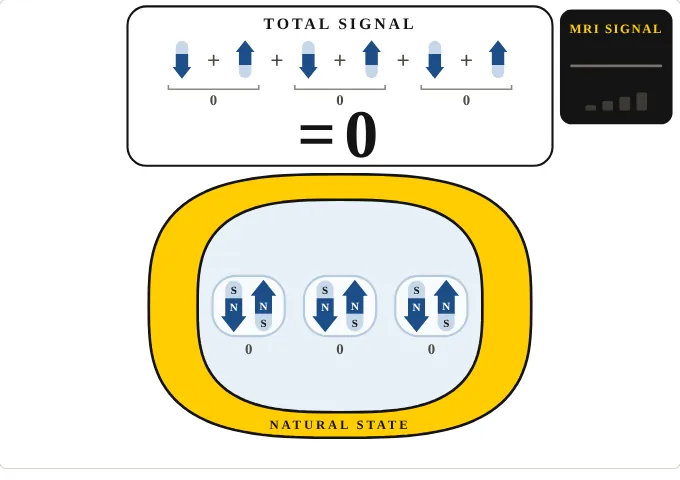 TOTAL SIGNAL
+ + + + +
0 0 0
= 0
MRI SIGNAL
S N N S S N N S S N N S
0 0 0
NATURAL STATE